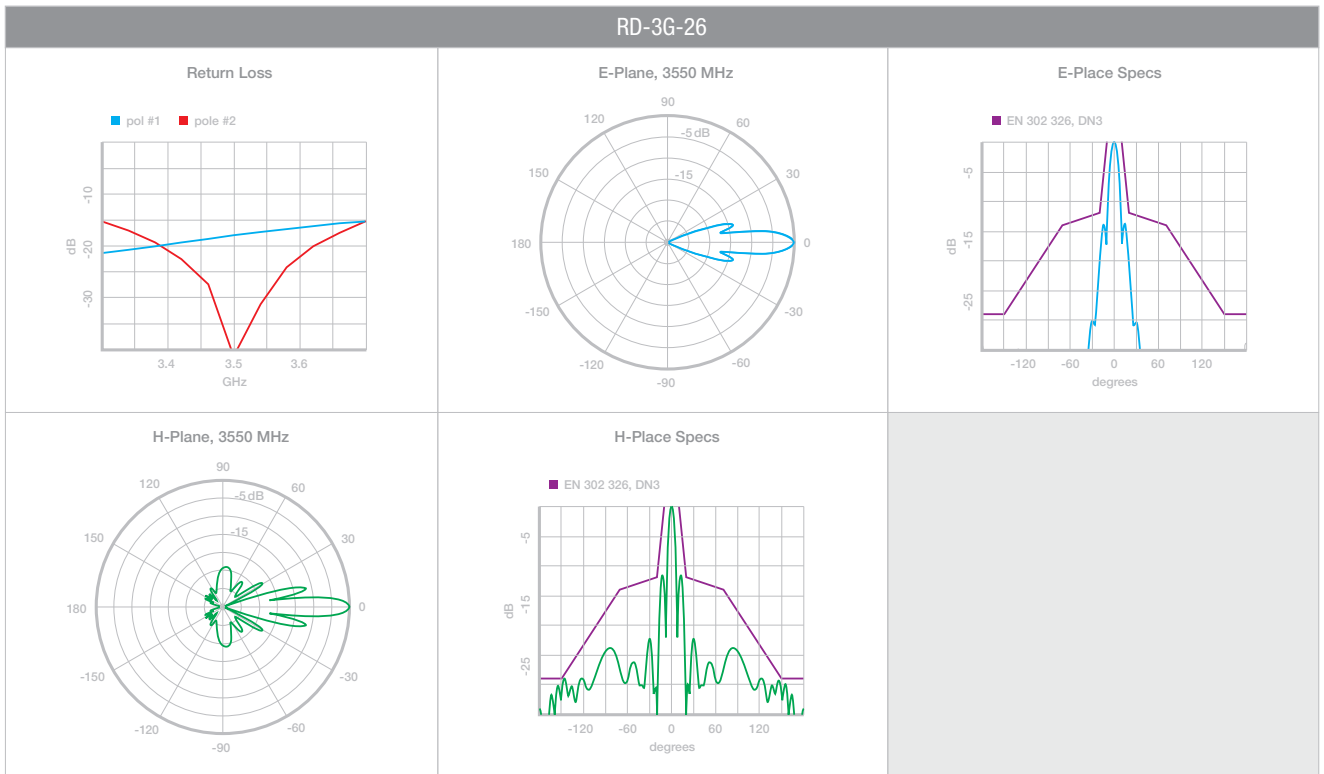 RD-3G-26
Return Loss
pol #1 pole #2
-10
-20
-30
dB
3.4 3.5 3.6
GHz
E-Plane, 3550 MHz
90
120 60
-5 dB
150 -15 30
180 0
-150 -30
-120 -60
-90
E-Place Specs
EN 302 326, DN3
-5
-15
-25
dB
-120 -60 0 60 120
degrees
H-Plane, 3550 MHz
90
120 60
-5 dB
150 -15 30
180 0
-150 -30
-120 -60
-90
H-Place Specs
EN 302 326, DN3
-5
-15
-25
dB
-120 -60 0 60 120
degrees